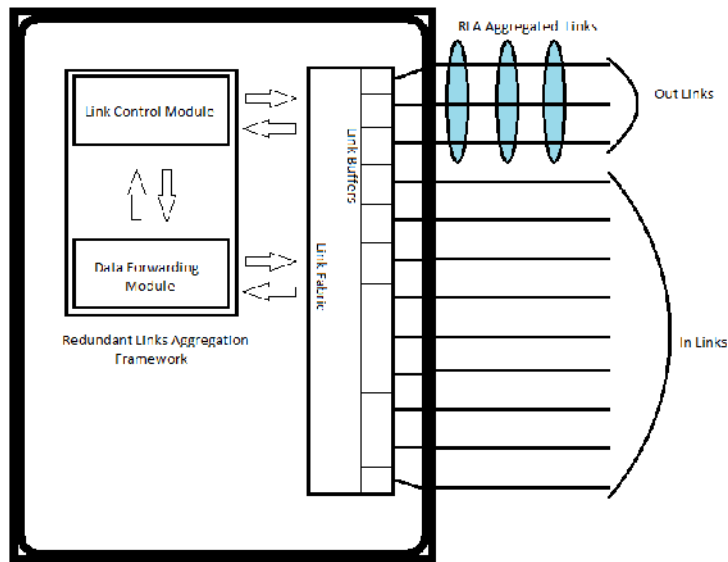 RLA Aggregated Links
Out Links
Link Control Module
Link Buffers
Link Fabric
Data Forwarding
Module
Redundant Links Aggregation
Framework
In Links